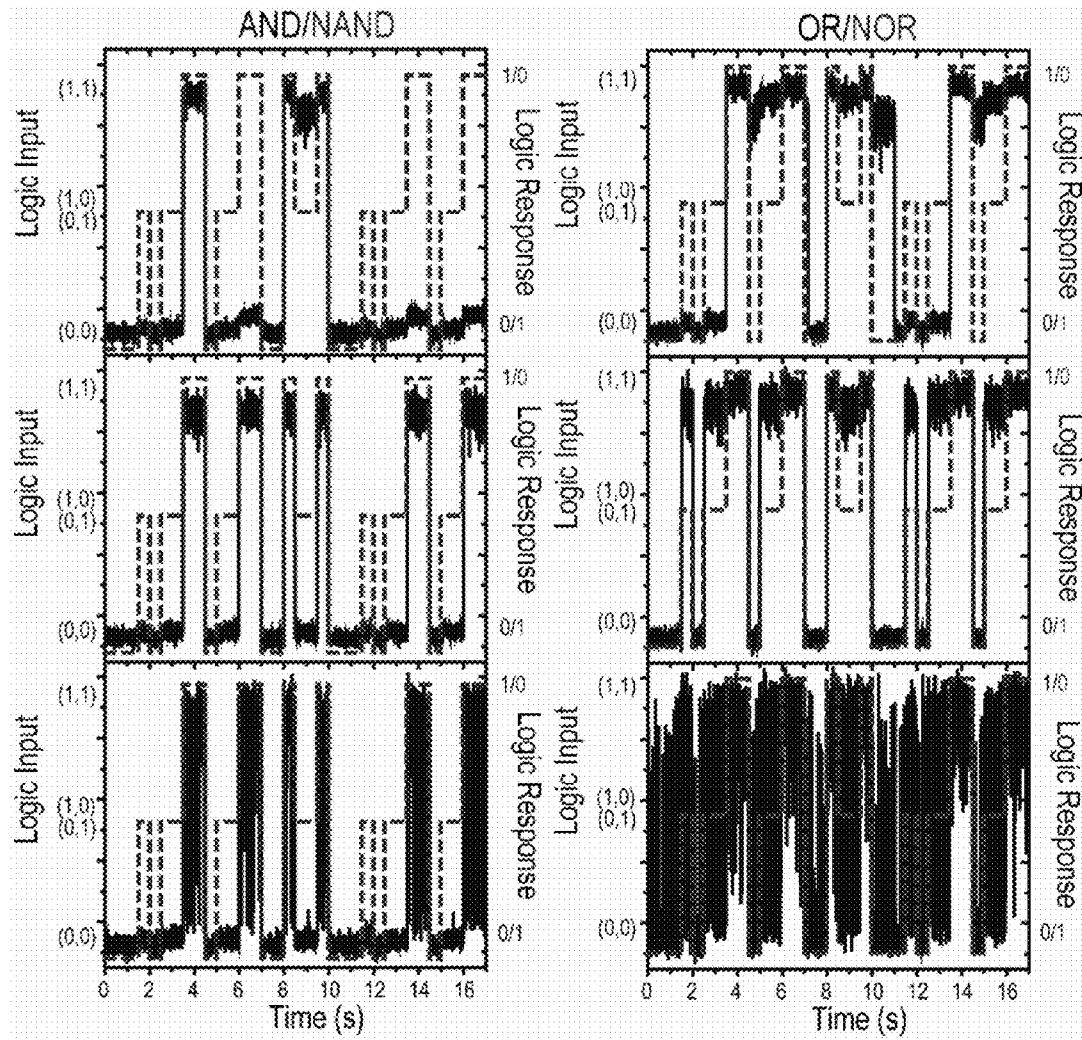 AND/NAND
OR/NOR
Logic Input
(1,1)
(1,0)
(0,1)
(0,0)
1/0
0/1
Logic Response
Logic Input
(1,1)
(1,0)
(0,1)
(0,0)
1/0
0/1
Logic Response
Logic Input
(1,1)
(1,0)
(0,1)
(0,0)
1/0
0/1
Logic Response
Logic Input
(1,1)
(1,0)
(0,1)
(0,0)
1/0
0/1
Logic Response
Logic Input
(1,1)
(1,0)
(0,1)
(0,0)
1/0
0/1
Logic Response
Logic Input
(1,1)
(1,0)
(0,1)
(0,0)
1/0
0/1
Logic Response
0 2 4 6 8 10 12 14 16
Time (s)
0 2 4 6 8 10 12 14 16
Time (s)